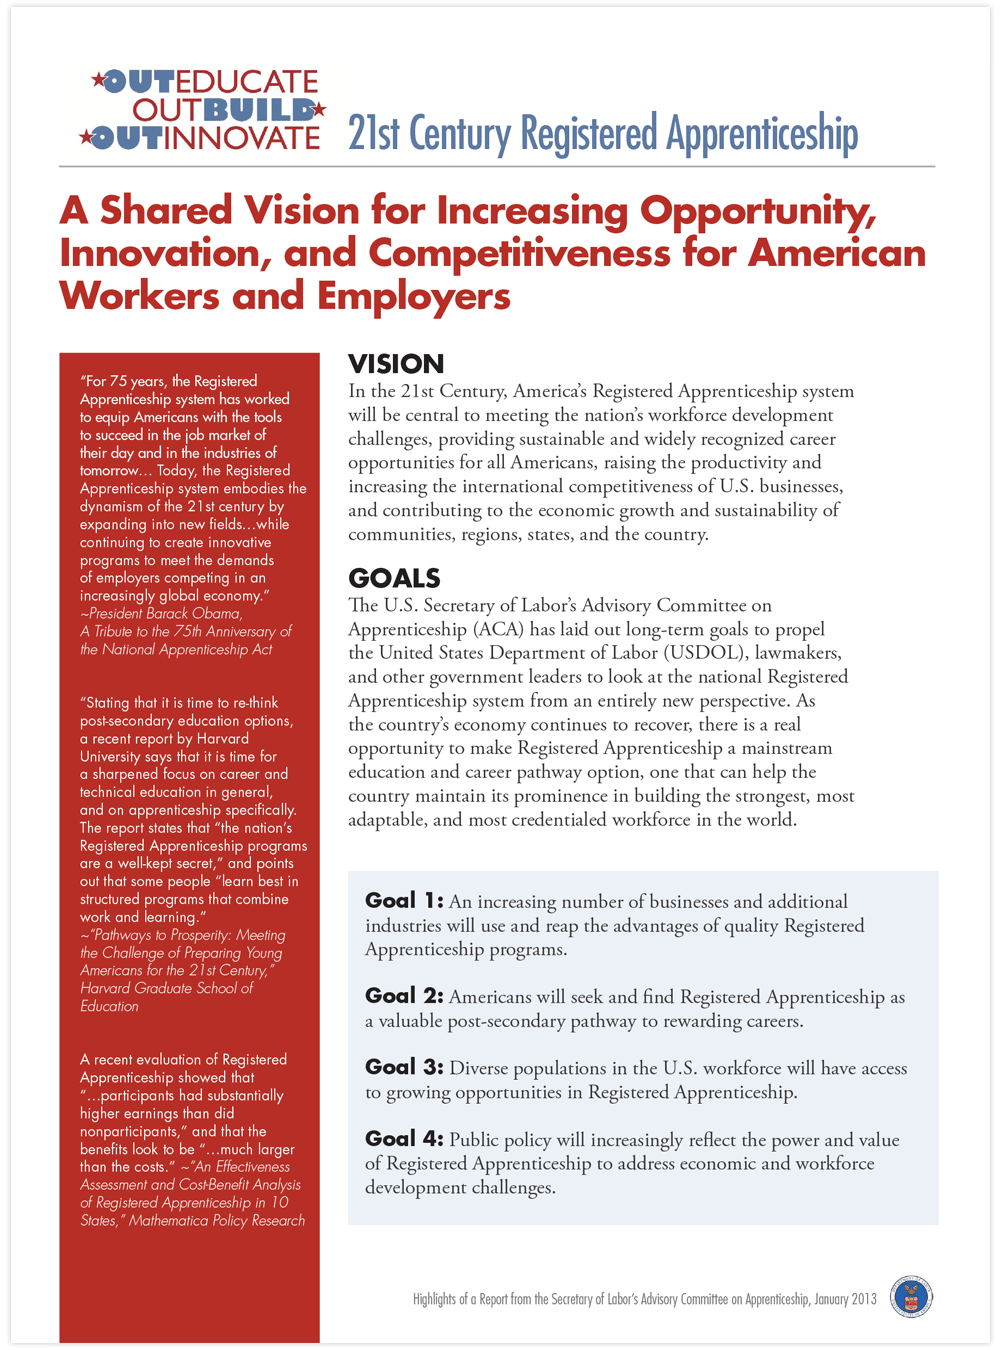 OUTEDUCATE
OUTBUILD
OUTINNOVATE
21st Century Registered Apprenticeship
A Shared Vision for Increasing Opportunity,
Innovation, and Competitiveness for American
Workers and Employers
“For 75 years, the Registered
Apprenticeship system has worked
to equip Americans with the tools
to succeed in the job market of
their day and in the industries of
tomorrow… Today, the Registered
Apprenticeship system embodies the
dynamism of the 21st century by
expanding into new fields…while
continuing to create innovative
programs to meet the demands
of employers competing in an
increasingly global economy.”
~President Barack Obama,
A Tribute to the 75th Anniversary of
the National Apprenticeship Act
“Stating that it is time to re-think
post-secondary education options,
a recent report by Harvard
University says that it is time for
a sharpened focus on career and
technical education in general,
and on apprenticeship specifically.
The report states that “the nation’s
Registered Apprenticeship programs
are a well-kept secret,” and points
out that some people “learn best in
structured programs that combine
work and learning.”
~“Pathways to Prosperity: Meeting
the Challenge of Preparing Young
Americans for the 21st Century,”
Harvard Graduate School of
Education
A recent evaluation of Registered
Apprenticeship showed that
“…participants had substantially
higher earnings than did
nonparticipants,” and that the
benefits look to be “…much larger
than the costs.” ~“An Effectiveness
Assessment and Cost-Benefit Analysis
of Registered Apprenticeship in 10
States,” Mathematica Policy Research
VISION
In the 21st Century, America’s Registered Apprenticeship system
will be central to meeting the nation’s workforce development
challenges, providing sustainable and widely recognized career
opportunities for all Americans, raising the productivity and
increasing the international competitiveness of U.S. businesses,
and contributing to the economic growth and sustainability of
communities, regions, states, and the country.
GOALS
The U.S. Secretary of Labor’s Advisory Committee on
Apprenticeship (ACA) has laid out long-term goals to propel
the United States Department of Labor (USDOL), lawmakers,
and other government leaders to look at the national Registered
Apprenticeship system from an entirely new perspective. As
the country’s economy continues to recover, there is a real
opportunity to make Registered Apprenticeship a mainstream
education and career pathway option, one that can help the
country maintain its prominence in building the strongest, most
adaptable, and most credentialed workforce in the world.
Goal 1: An increasing number of businesses and additional
industries will use and reap the advantages of quality Registered
Apprenticeship programs.
Goal 2: Americans will seek and find Registered Apprenticeship as
a valuable post-secondary pathway to rewarding careers.
Goal 3: Diverse populations in the U.S. workforce will have access
to growing opportunities in Registered Apprenticeship.
Goal 4: Public policy will increasingly reflect the power and value
of Registered Apprenticeship to address economic and workforce
development challenges.
Highlights of a Report from the Secretary of Labor’s Advisory Committee on Apprenticeship, January 2013